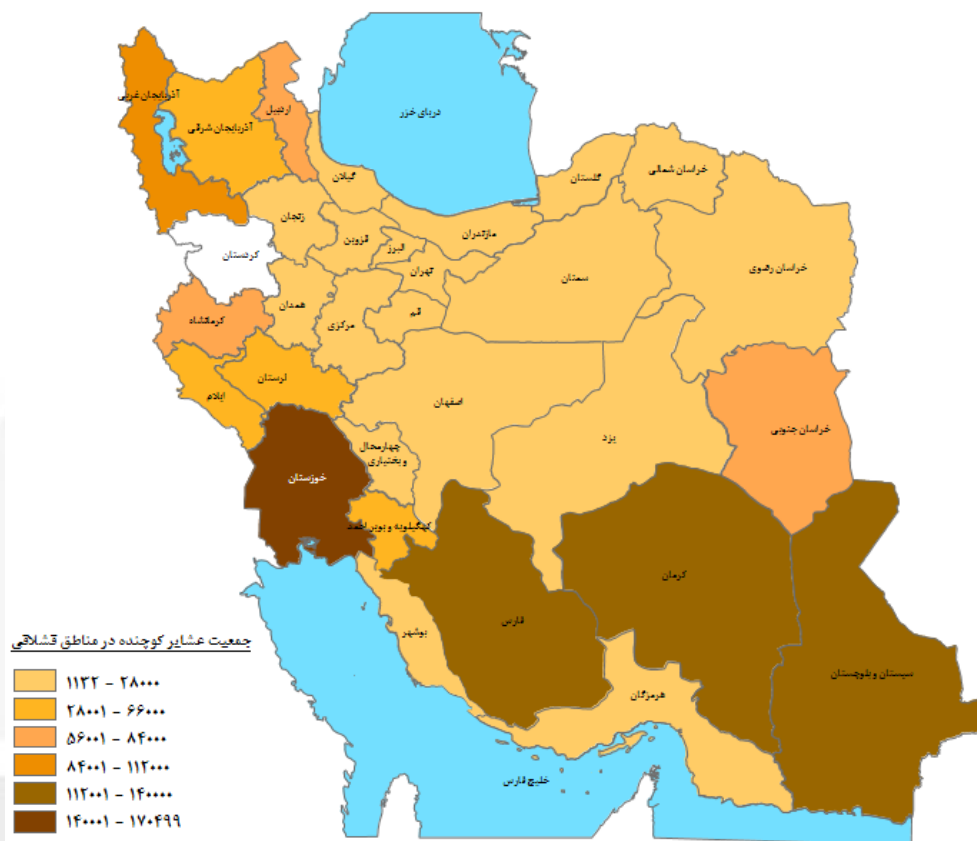 دریای خزر
آذربایجان غربی
آذربایجان شرقی
اردبیل
گیلان
گلستان
خراسان شمالی
زنجان
مازندران
قزوین
البرز
تهران
کردستان
سمنان
خراسان رضوی
همدان
مرکزی
قم
کرمانشاه
لرستان
ایلام
اصفهان
یزد
خراسان جنوبی
چهارمحال
و بختیاری
خوزستان
کهگیلویه و بویر احمد
کرمان
فارس
بوشهر
سیستان و بلوچستان
هرمزگان
خلیج فارس
جمعیت عشایر کوچنده در مناطق قشلاقی
۱۱۳۲ - ۲۸۰۰۰
۲۸۰۰۱ - ۶۶۰۰۰
۵۶۰۰۱ - ۸۴۰۰۰
۸۴۰۰۱ - ۱۱۲۰۰۰
۱۱۲۰۰۱ - ۱۴۰۰۰۰
۱۴۰۰۰۱ - ۱۷۰۴۹۹